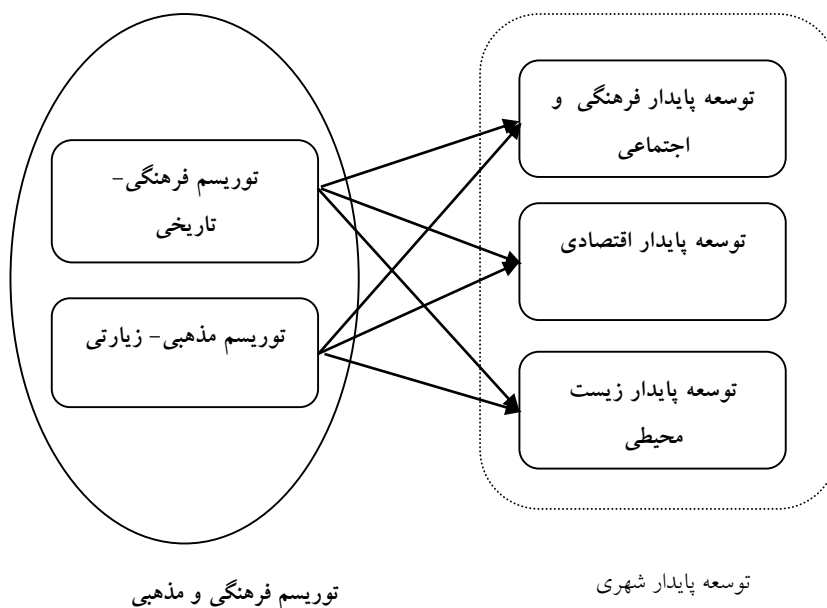 توسعه پایدار فرهنگی و
اجتماعی
توریسم فرهنگی-
تاریخی
توسعه پایدار اقتصادی
توریسم مذهبی- زیارتی
توسعه پایدار زیست
محیطی
توسعه پایدار شهری
توریسم فرهنگی و مذهبی